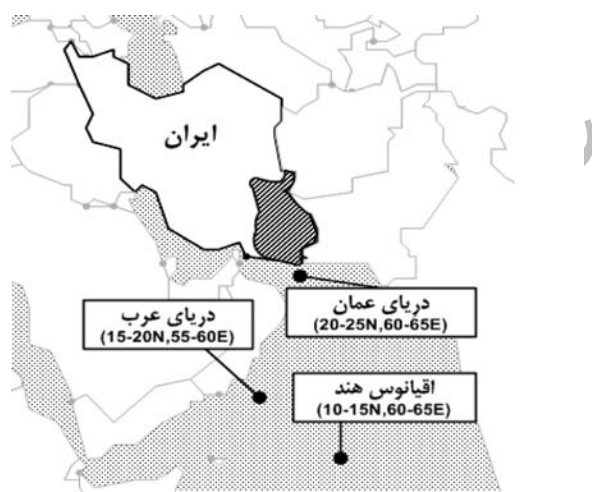 ایران
دریای عمان
(20-25N,60-65E)
دریای عرب
(15-20N,55-60E)
اقیانوس هند
(10-15N,60-65E)